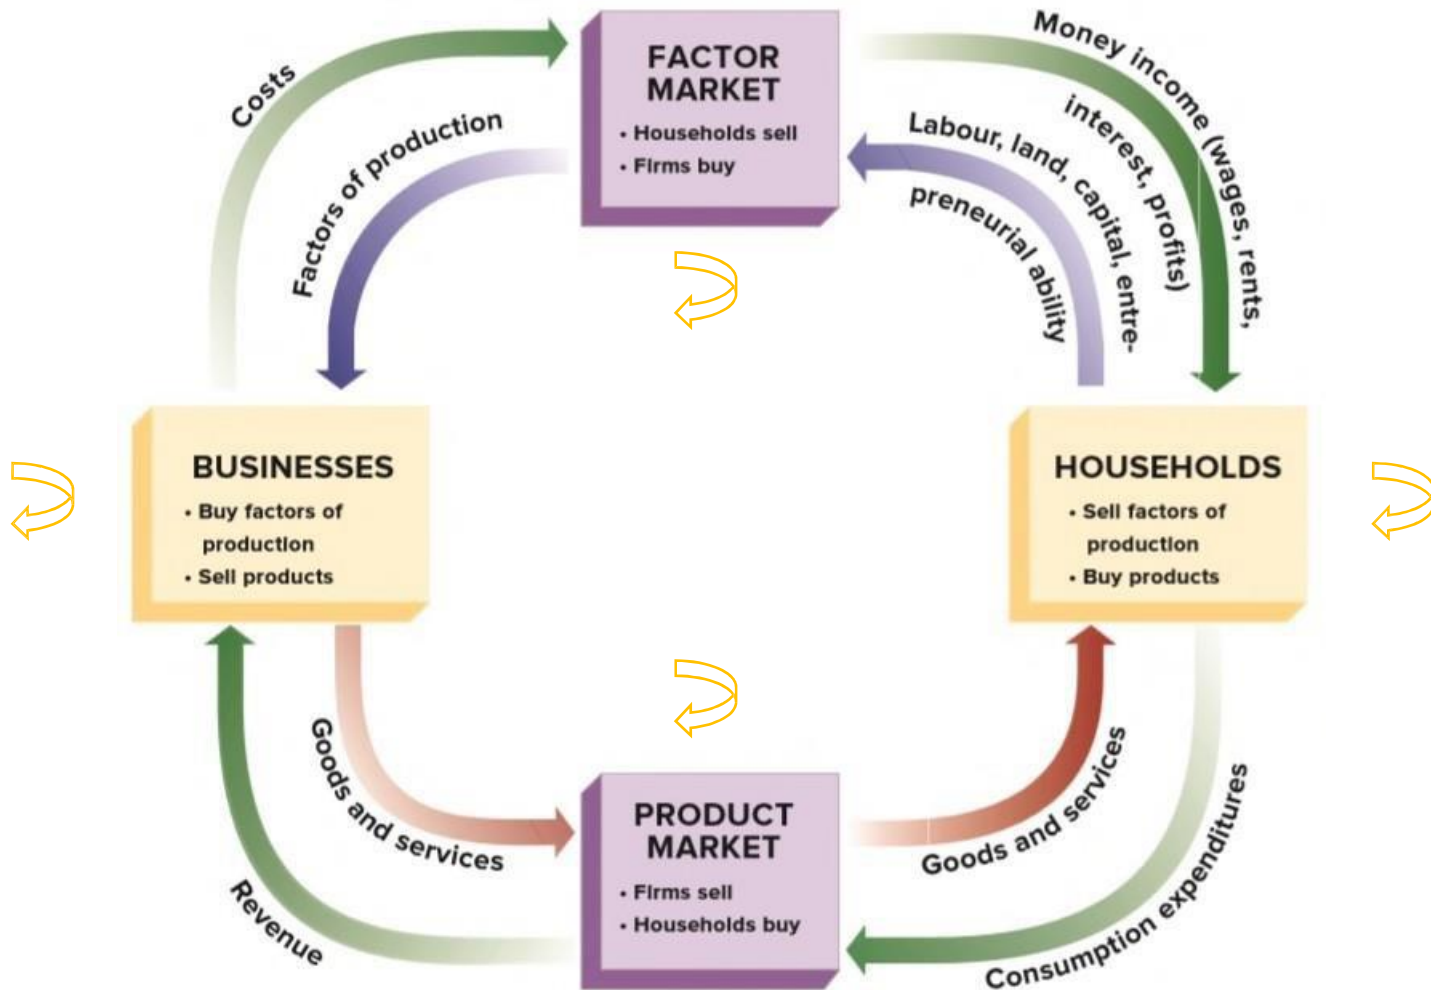 Costs
FACTOR
MARKET
• Households sell
• Firms buy
Money income (wages, rents,
interest, profits)
Factors of production
Labour, land, capital, entre-
preneurial ability
BUSINESSES
• Buy factors of
production
• Sell products
HOUSEHOLDS
• Sell factors of
production
• Buy products
Goods and services
Revenue
PRODUCT
MARKET
• Firms sell
• Households buy
Goods and services
Consumption expenditures